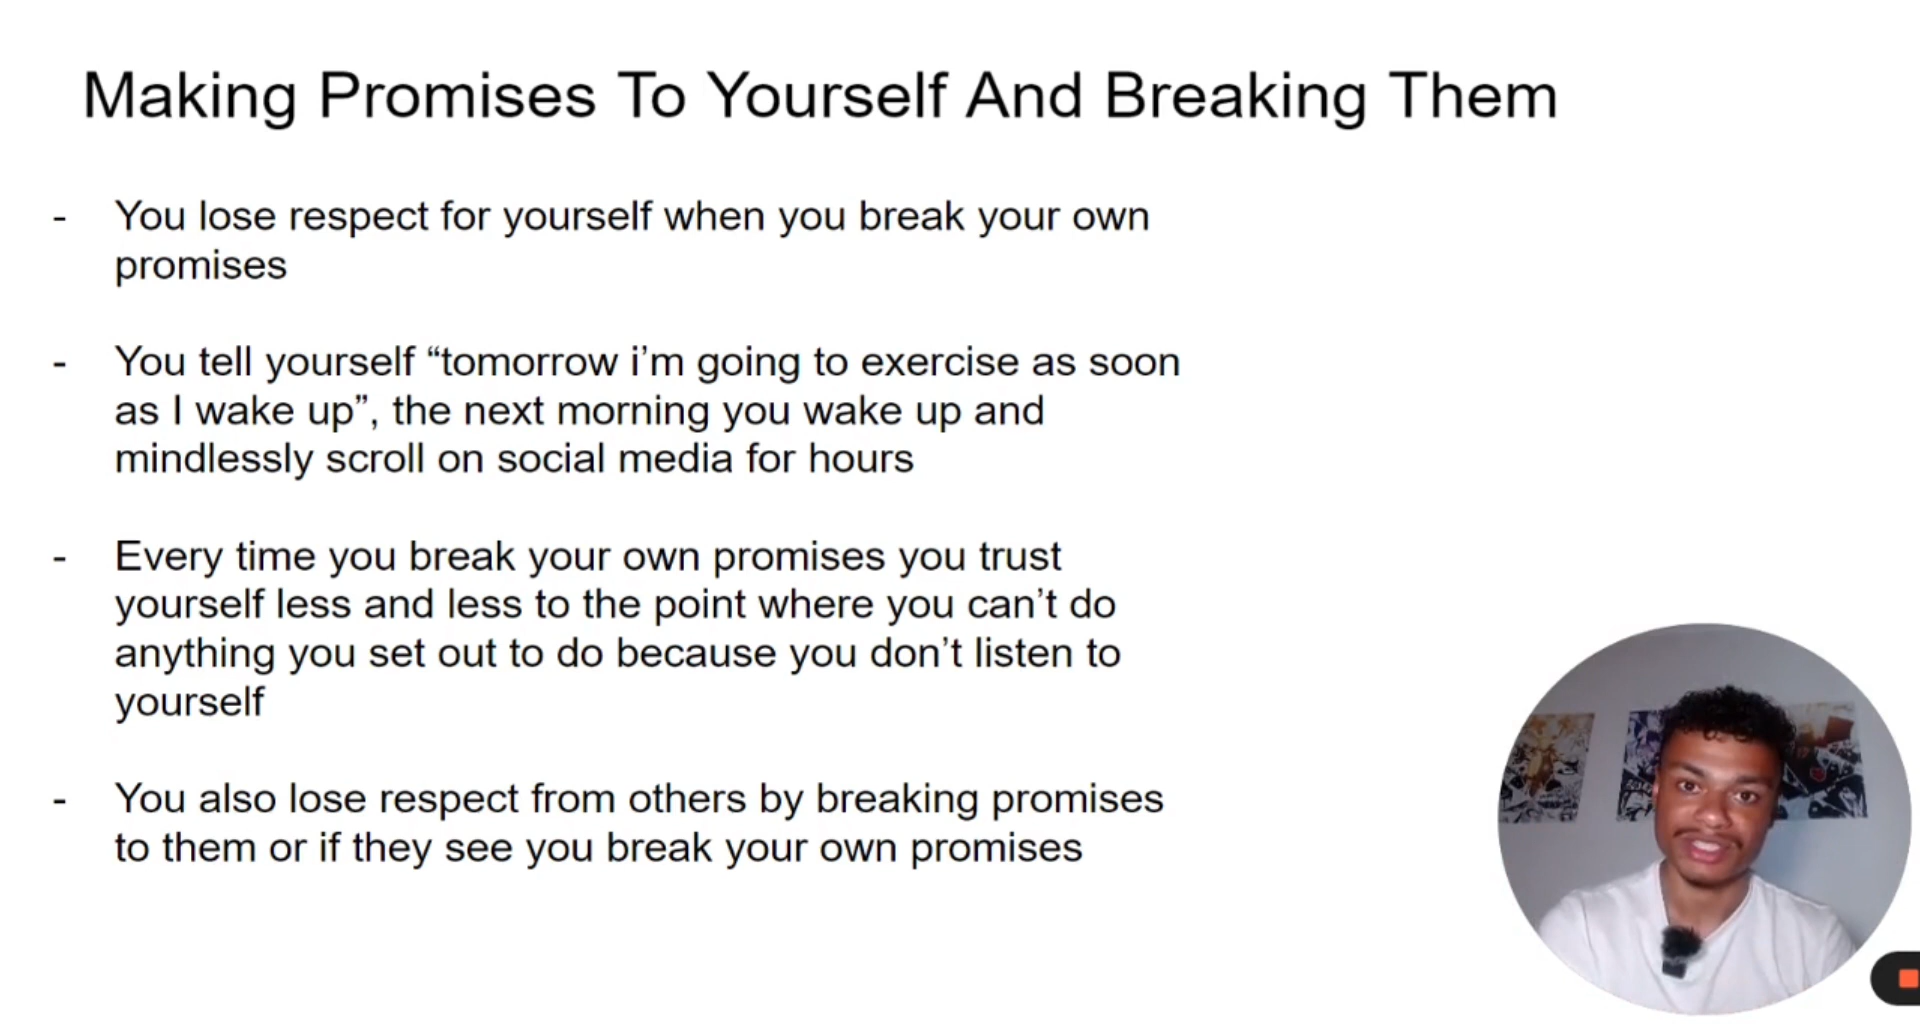 Making Promises To Yourself And Breaking Them
- You lose respect for yourself when you break your own
promises
- You tell yourself “tomorrow i’m going to exercise as soon
as I wake up”, the next morning you wake up and
mindlessly scroll on social media for hours
- Every time you break your own promises you trust
yourself less and less to the point where you can’t do
anything you set out to do because you don’t listen to
yourself
- You also lose respect from others by breaking promises
to them or if they see you break your own promises